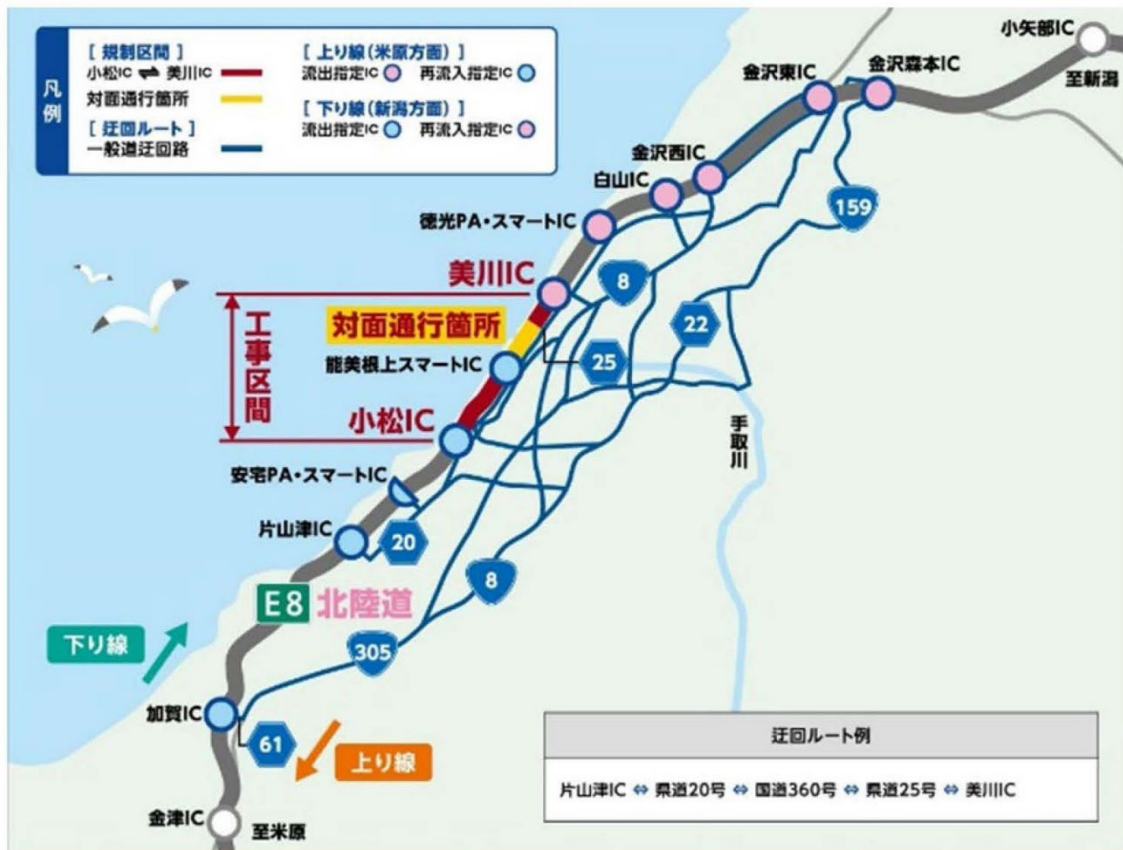 凡例
[ 規制区間 ]
小松IC ⇌ 美川IC
対面通行箇所
[ 迂回ルート ]
一般道迂回路
[ 上り線(米原方面) ]
流出指定IC 再流入指定IC
[ 下り線(新潟方面) ]
流出指定IC 再流入指定IC
小矢部IC
至新潟
金沢森本IC
金沢東IC
金沢西IC
白山IC
159
徳光PA・スマートIC
美川IC
8
22
対面通行箇所
25
工事区間
能美根上スマートIC
小松IC
手取川
安宅PA・スマートIC
片山津IC
20
8
E8 北陸道
下り線
305
加賀IC
61
上り線
金津IC
至米原
迂回ルート例
片山津IC ⇔ 県道20号 ⇔ 国道360号 ⇔ 県道25号 ⇔ 美川IC